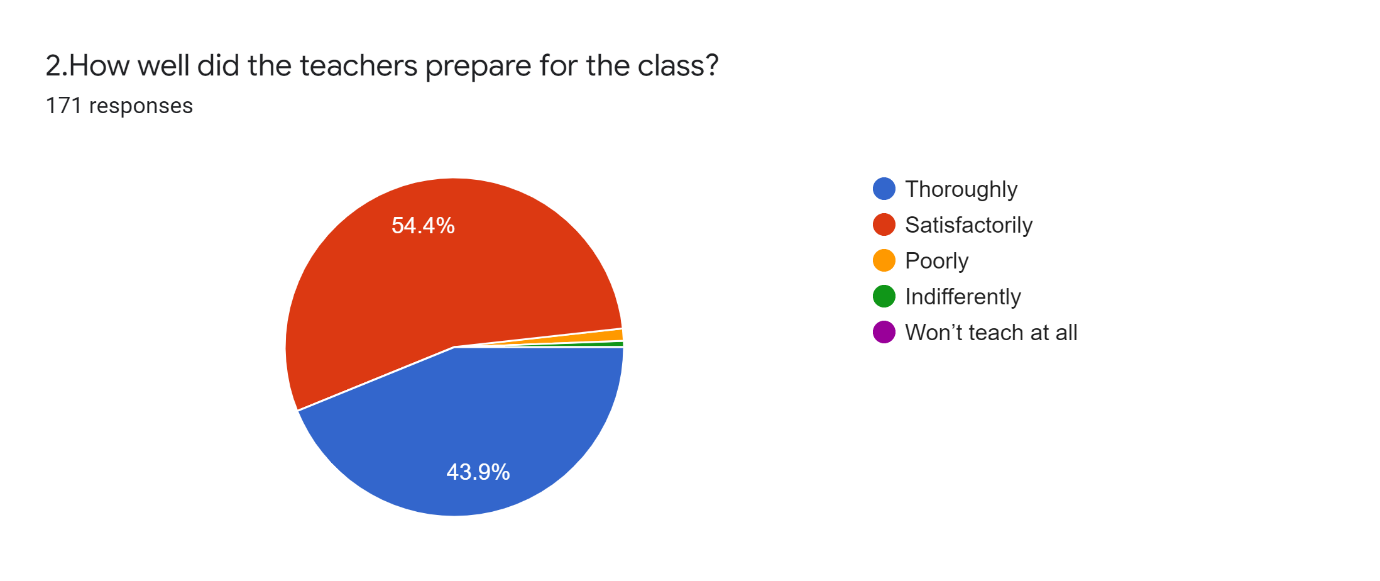 2.How well did the teachers prepare for the class?
171 responses
54.4%
43.9%
Thoroughly
Satisfactorily
Poorly
Indifferently
Won’t teach at all